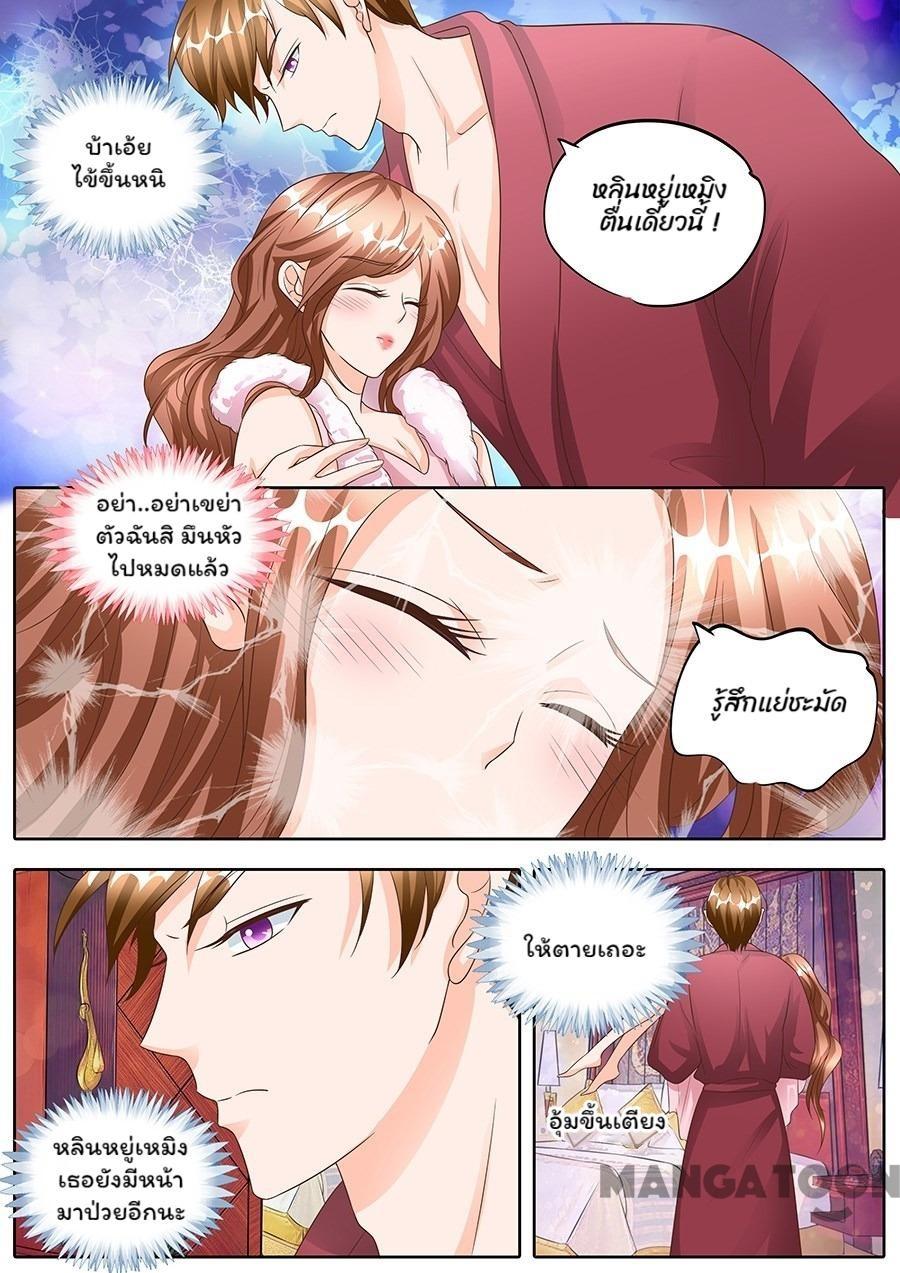 บ้าเอ้ย
ไข้ขึ้นหนิ
หลินหยู่เหมิง
ตื่นเดี๋ยวนี้ !
อย่า..อย่าเขย่า
ตัวฉันสิ มึนหัว
ไปหมดแล้ว
รู้สึกแย่ชะมัด
ให้ตายเถอะ
หลินหยู่เหมิง
เธอยังมีหน้า
มาป่วยอีกนะ
อุ้มขึ้นเตียง
MANGATOON